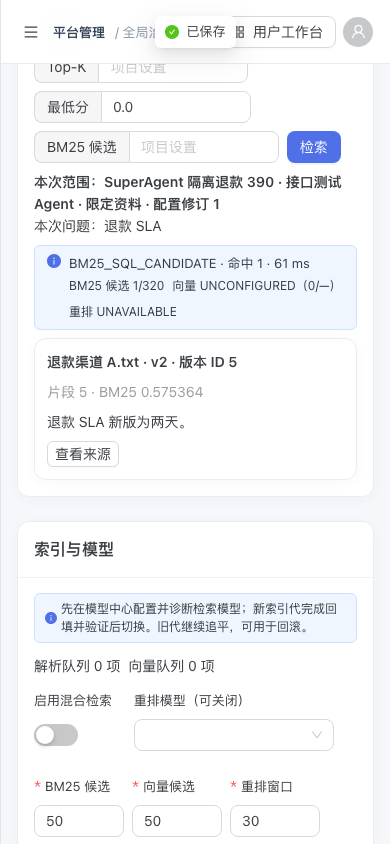 平台管理 / 全局治
已保存
用户工作台
Top-K 项目设置
最低分 0.0
BM25 候选 项目设置 检索
本次范围：SuperAgent 隔离退款 390 · 接口测试
Agent · 限定资料 · 配置修订 1
本次问题：退款 SLA
BM25_SQL_CANDIDATE · 命中 1 · 61 ms
BM25 候选 1/320 向量 UNCONFIGURED（0/—）
重排 UNAVAILABLE
退款渠道 A.txt · v2 · 版本 ID 5
片段 5 · BM25 0.575364
退款 SLA 新版为两天。
查看来源
索引与模型
先在模型中心配置并诊断检索模型；新索引代完成回
填并验证后切换。旧代继续追平，可用于回滚。
解析队列 0 项 向量队列 0 项
启用混合检索 重排模型（可关闭）
* BM25 候选 * 向量候选 * 重排窗口
50 50 30